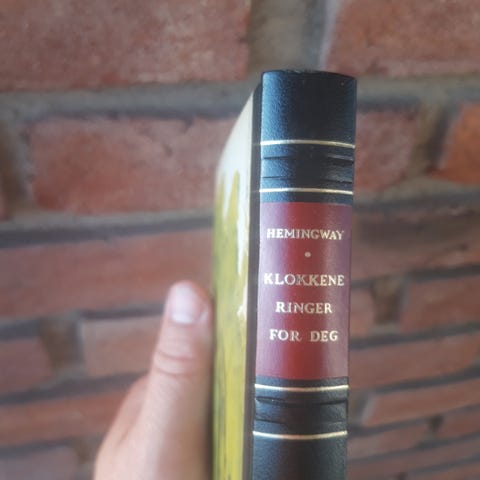 HEMINGWAY
KLOKKENE
RINGER
FOR DEG